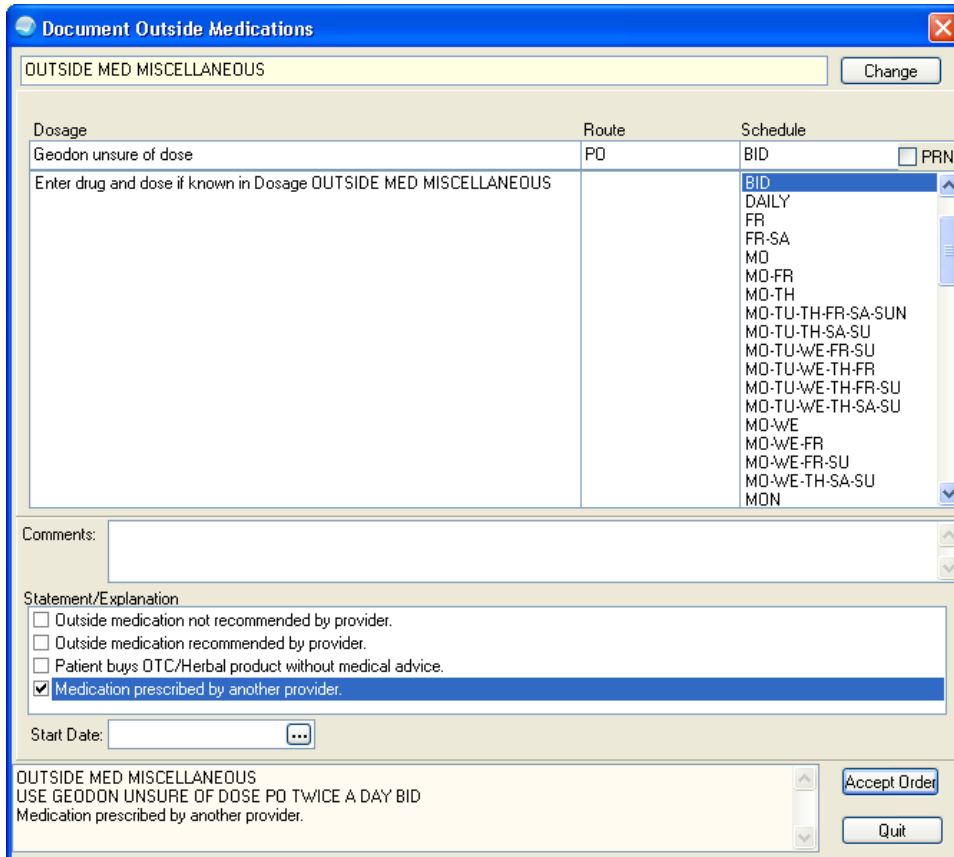 Document Outside Medications
OUTSIDE MED MISCELLANEOUS
Change
Dosage Route Schedule
Geodon unsure of dose PO BID PRN
Enter drug and dose if known in Dosage OUTSIDE MED MISCELLANEOUS
BID
DAILY
FR
FR-SA
MO
MO-FR
MO-TH
MO-TU-TH-FR-SA-SUN
MO-TU-TH-SA-SU
MO-TU-WE-FR-SU
MO-TU-WE-TH-FR
MO-TU-WE-TH-FR-SU
MO-TU-WE-TH-SA-SU
MO-WE
MO-WE-FR
MO-WE-FR-SU
MO-WE-TH-SA-SU
MON
Comments:
Statement/Explanation
Outside medication not recommended by provider.
Outside medication recommended by provider.
Patient buys OTC/Herbal product without medical advice.
Medication prescribed by another provider.
Start Date: ...
OUTSIDE MED MISCELLANEOUS
USE GEODON UNSURE OF DOSE PO TWICE A DAY BID
Medication prescribed by another provider.
Accept Order
Quit